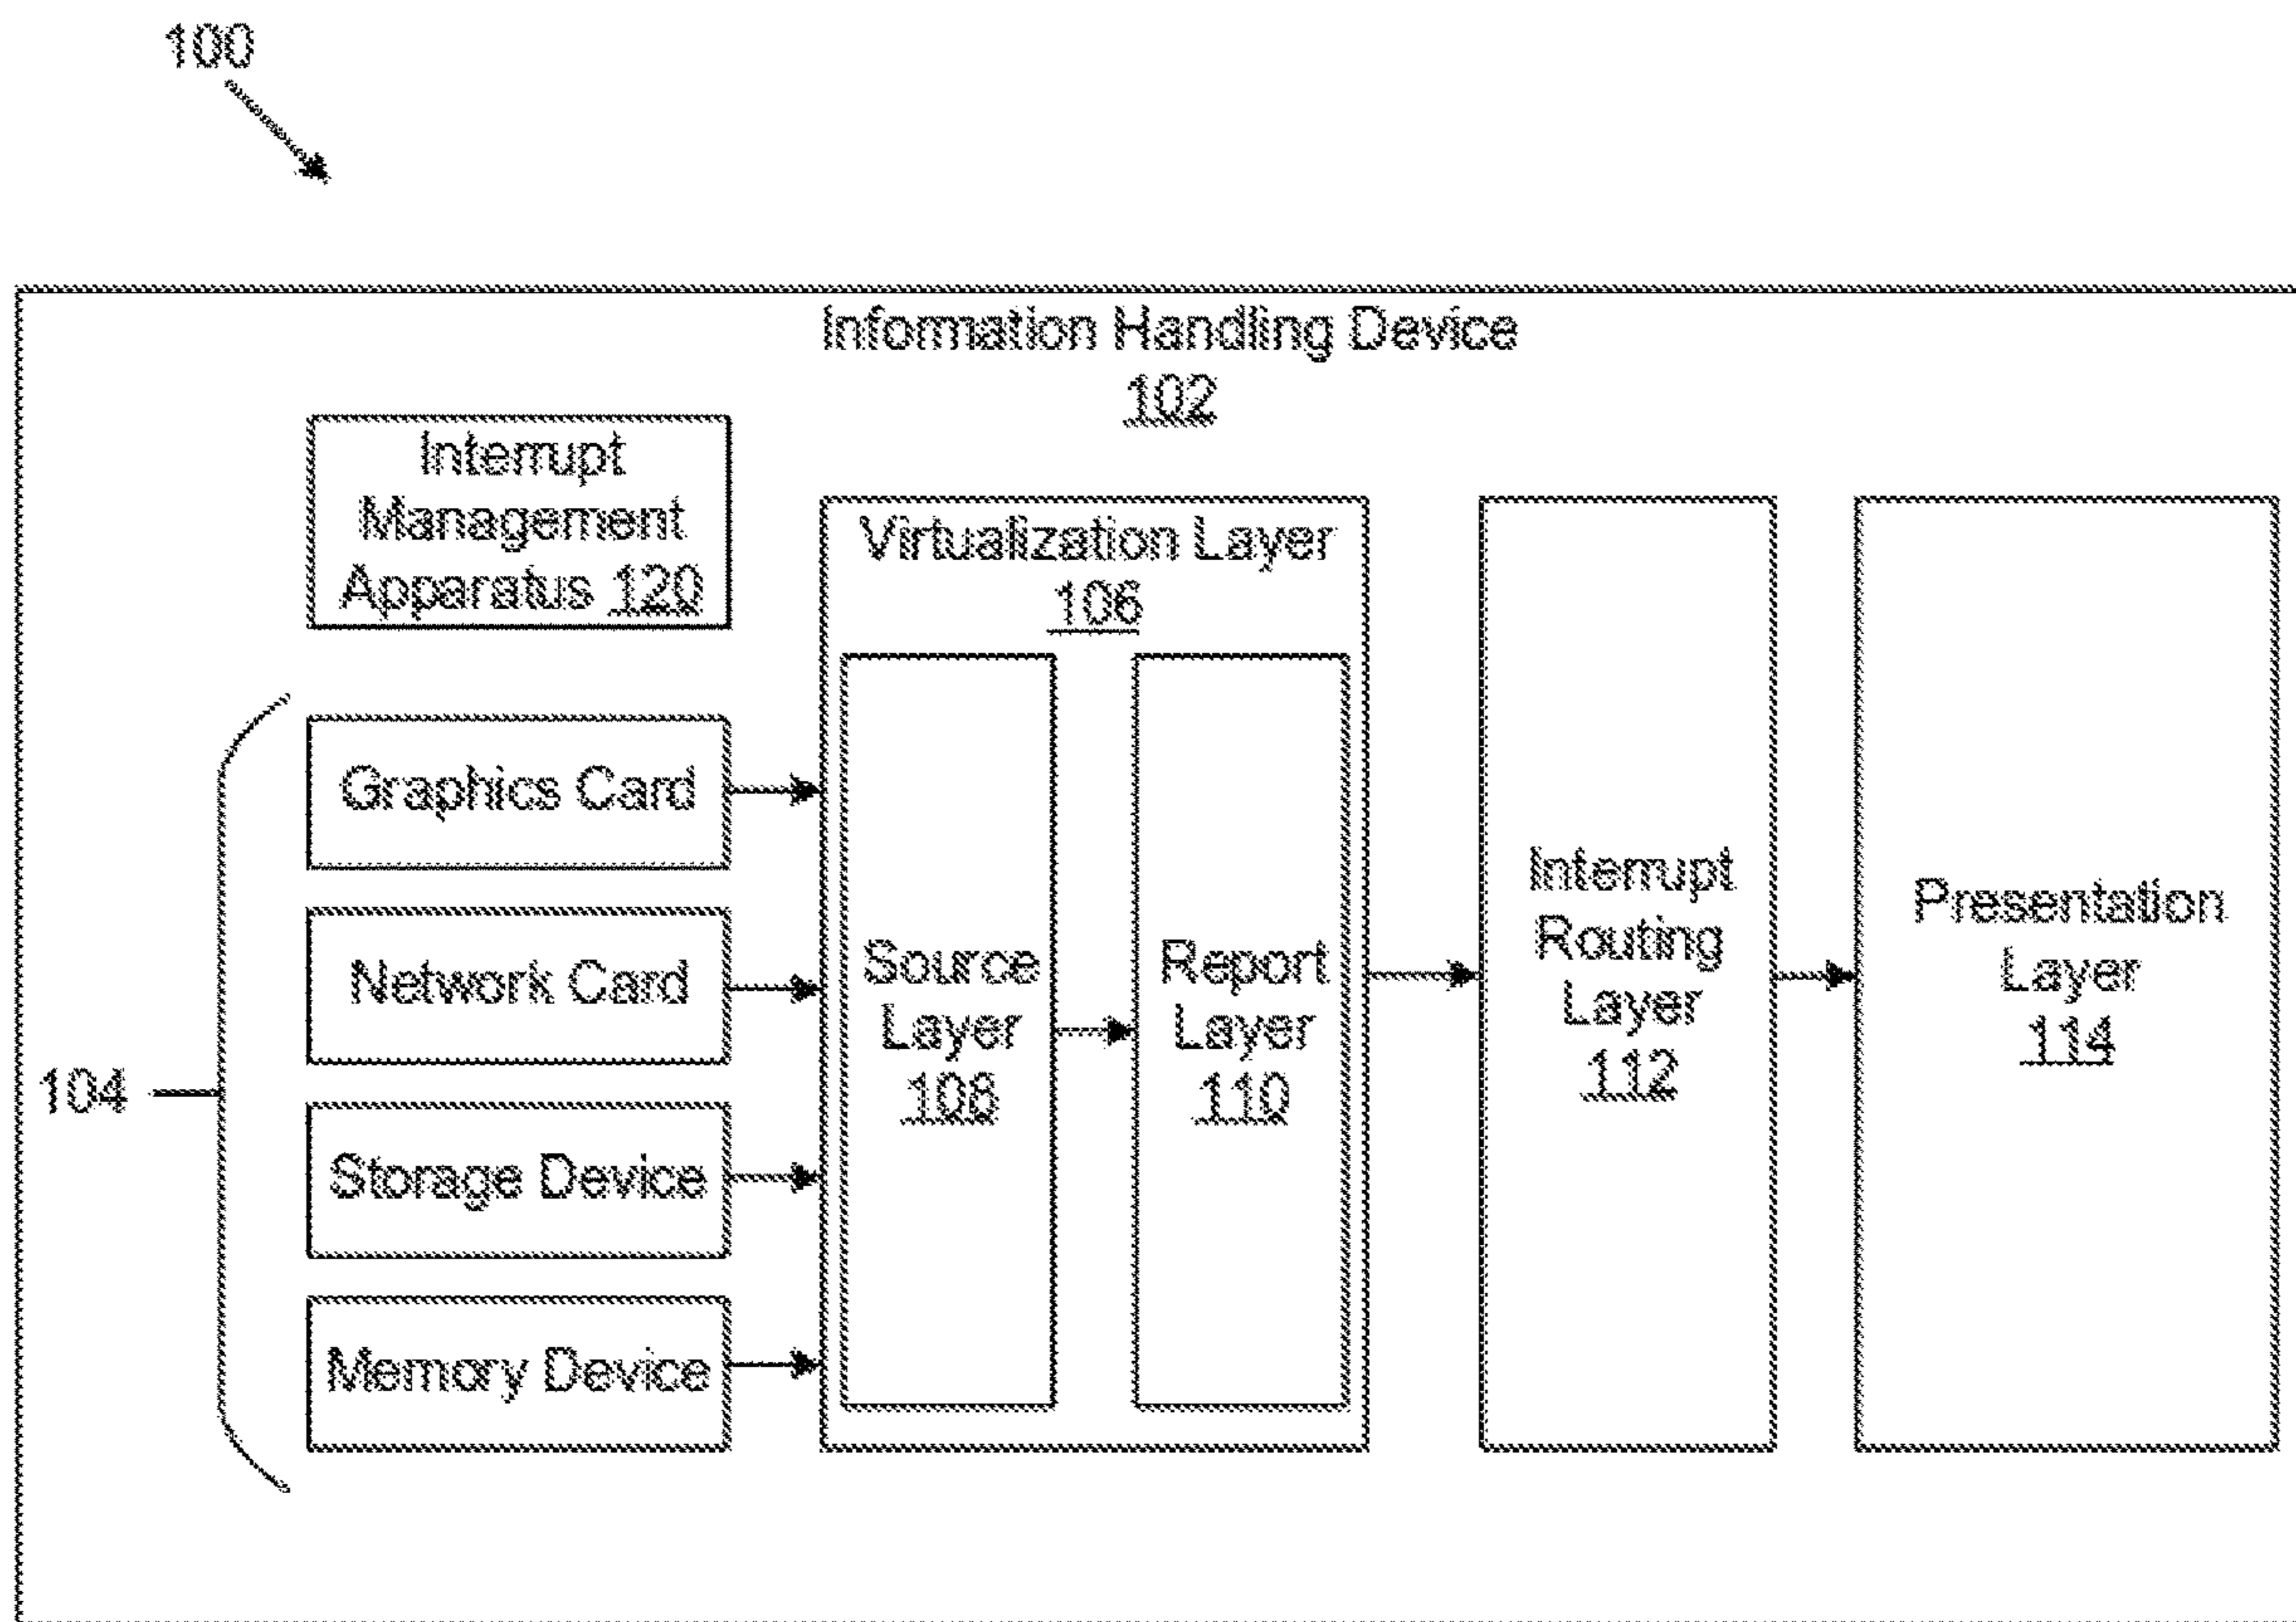 100
Information Handling Device
102
Interrupt
Management
Apparatus 120
Virtualization Layer
106
104
Graphics Card
Network Card
Storage Device
Memory Device
Source
Layer
108
Report
Layer
110
Interrupt
Routing
Layer
112
Presentation
Layer
114